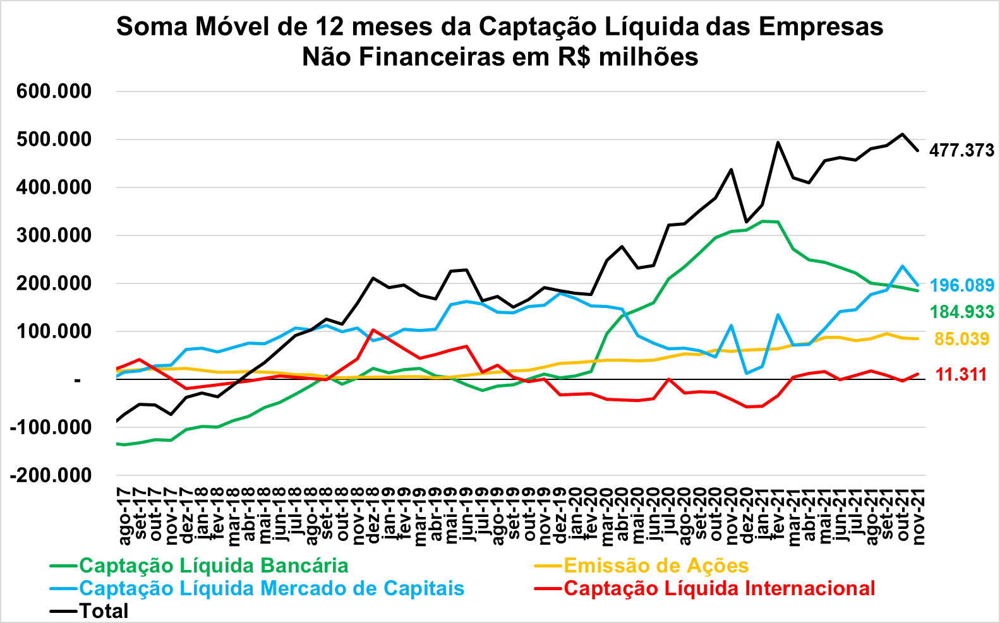 Soma Móvel de 12 meses da Captação Líquida das Empresas
Não Financeiras em R$ milhões
600.000
500.000
400.000
300.000
200.000
100.000
-
-100.000
-200.000
477.373
196.089
184.933
85.039
11.311
ago-17
set-17
out-17
nov-17
dez-17
jan-18
fev-18
mar-18
abr-18
mai-18
jun-18
jul-18
ago-18
set-18
out-18
nov-18
dez-18
jan-19
fev-19
mar-19
abr-19
mai-19
jun-19
jul-19
ago-19
set-19
out-19
nov-19
dez-19
jan-20
fev-20
mar-20
abr-20
mai-20
jun-20
jul-20
ago-20
set-20
out-20
nov-20
dez-20
jan-21
fev-21
mar-21
abr-21
mai-21
jun-21
jul-21
ago-21
set-21
out-21
nov-21
Captação Líquida Bancária
Emissão de Ações
Captação Líquida Mercado de Capitais
Captação Líquida Internacional
Total